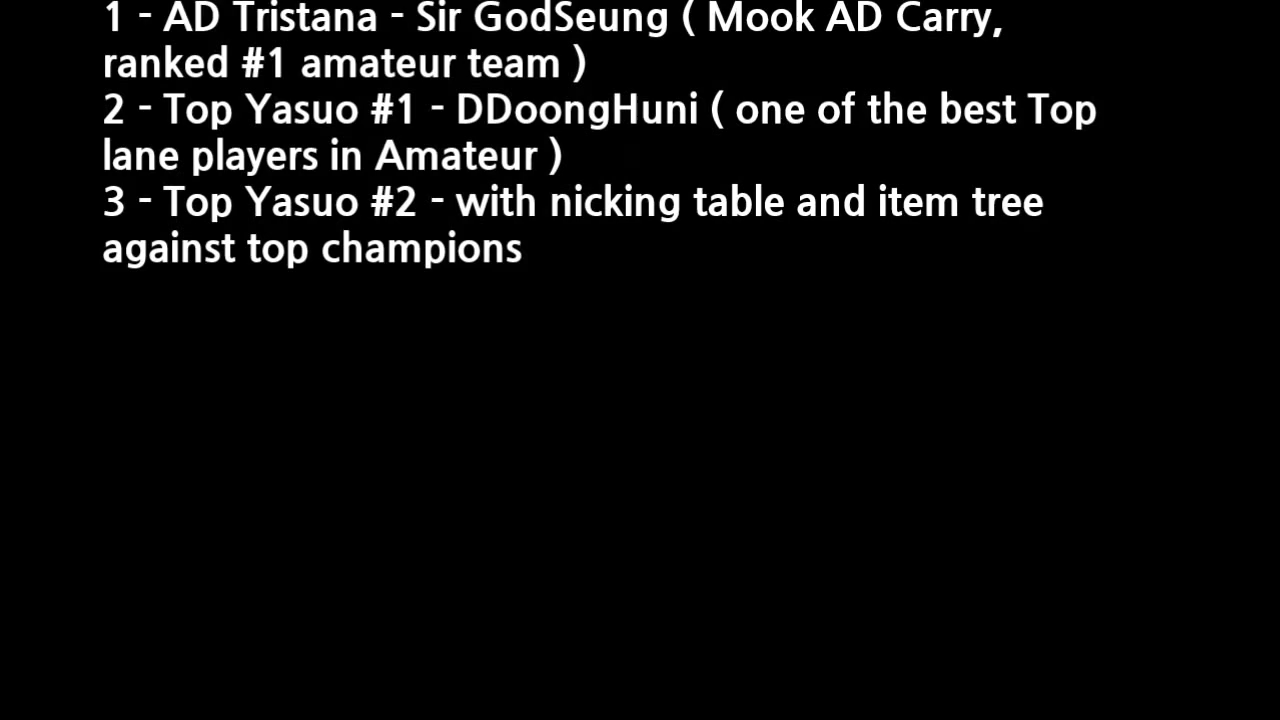 1 - AD Tristana - Sir GodSeung ( Mook AD Carry,
ranked #1 amateur team )
2 - Top Yasuo #1 - DDoongHuni ( one of the best Top
lane players in Amateur )
3 - Top Yasuo #2 - with nicking table and item tree
against top champions